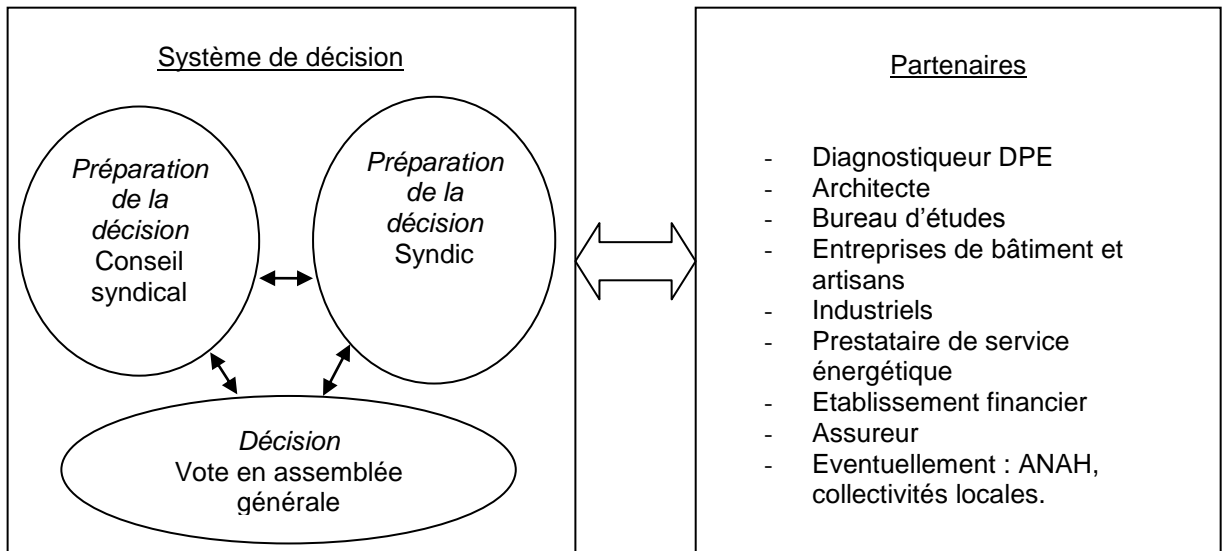 Système de décision
Préparation
de la
décision
Conseil
syndical
Préparation
de la
décision
Syndic
Décision
Vote en assemblée
générale
Partenaires
- Diagnostiqueur DPE
- Architecte
- Bureau d'études
- Entreprises de bâtiment et
artisans
- Industriels
- Prestataire de service
énergétique
- Etablissement financier
- Assureur
- Eventuellement : ANAH,
collectivités locales.